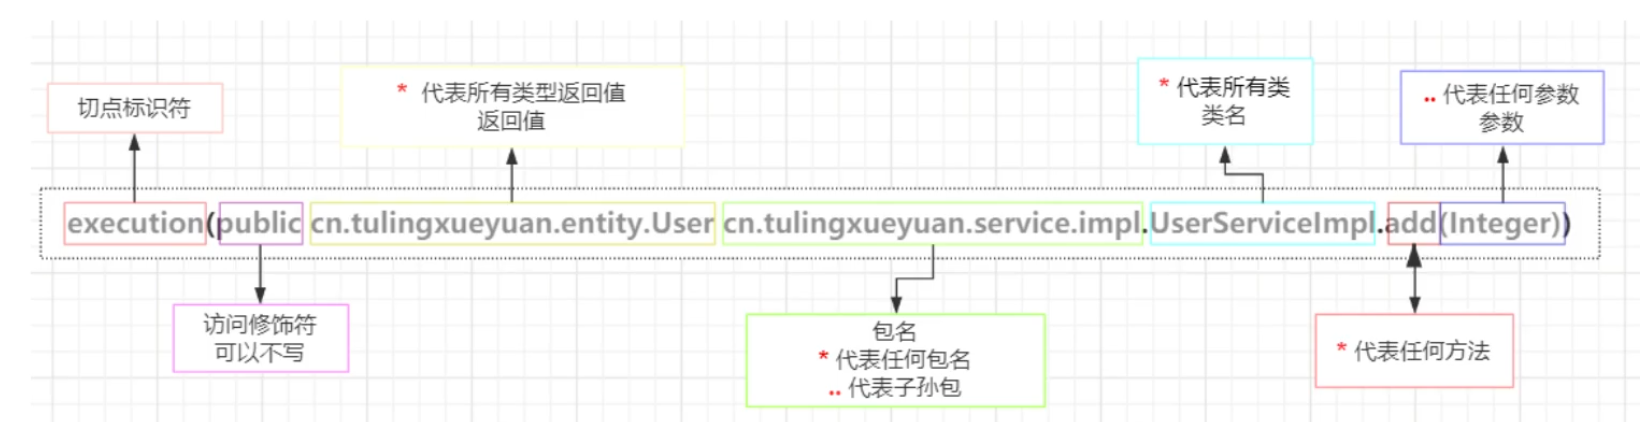 切点标识符
* 代表所有类型返回值
返回值
* 代表所有类
类名
.. 代表任何参数
参数
execution(public cn.tulingxueyuan.entity.User cn.tulingxueyuan.service.impl.UserServiceImpl.add(Integer))
访问修饰符
可以不写
包名
* 代表任何包名
.. 代表子孙包
* 代表任何方法